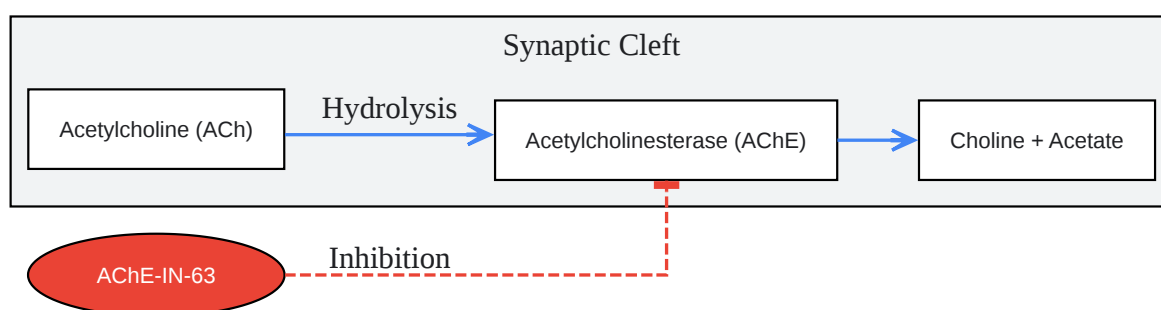 Synaptic Cleft
Hydrolysis
Acetylcholine (ACh)
Acetylcholinesterase (AChE)
Choline + Acetate
Inhibition
AChE-IN-63